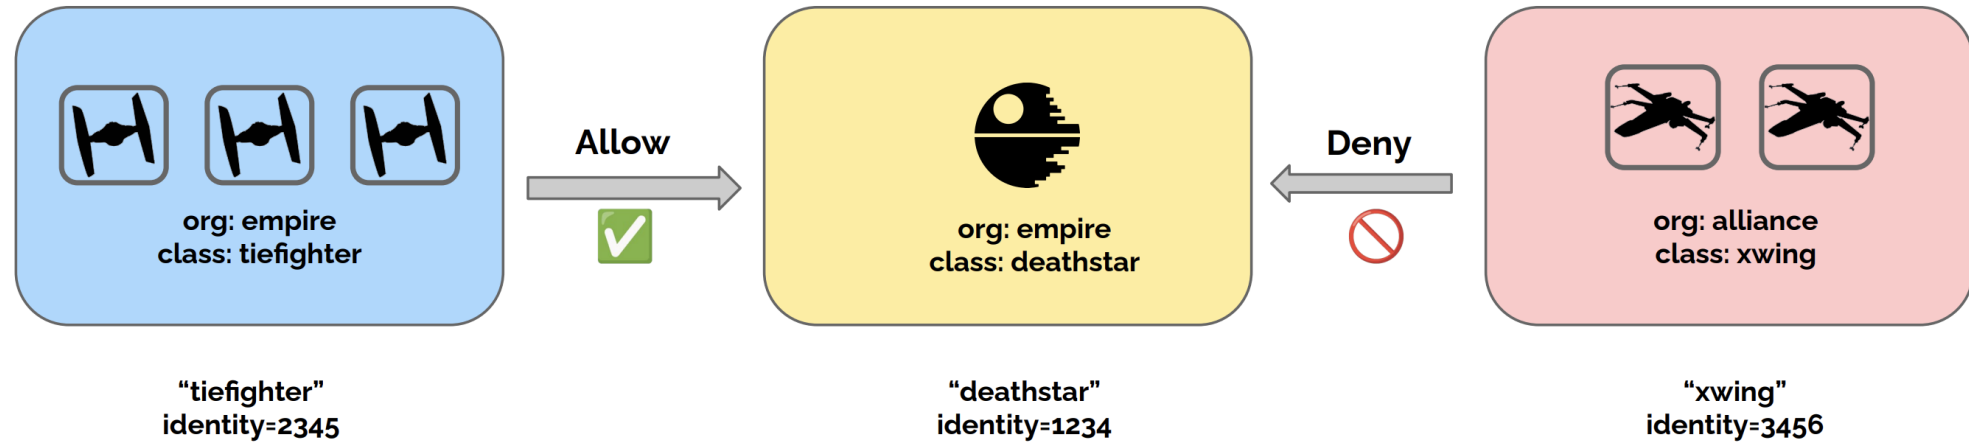 org: empire
class: tiefighter
Allow
org: empire
class: deathstar
Deny
org: alliance
class: xwing
“tiefighter”
identity=2345
“deathstar”
identity=1234
“xwing”
identity=3456